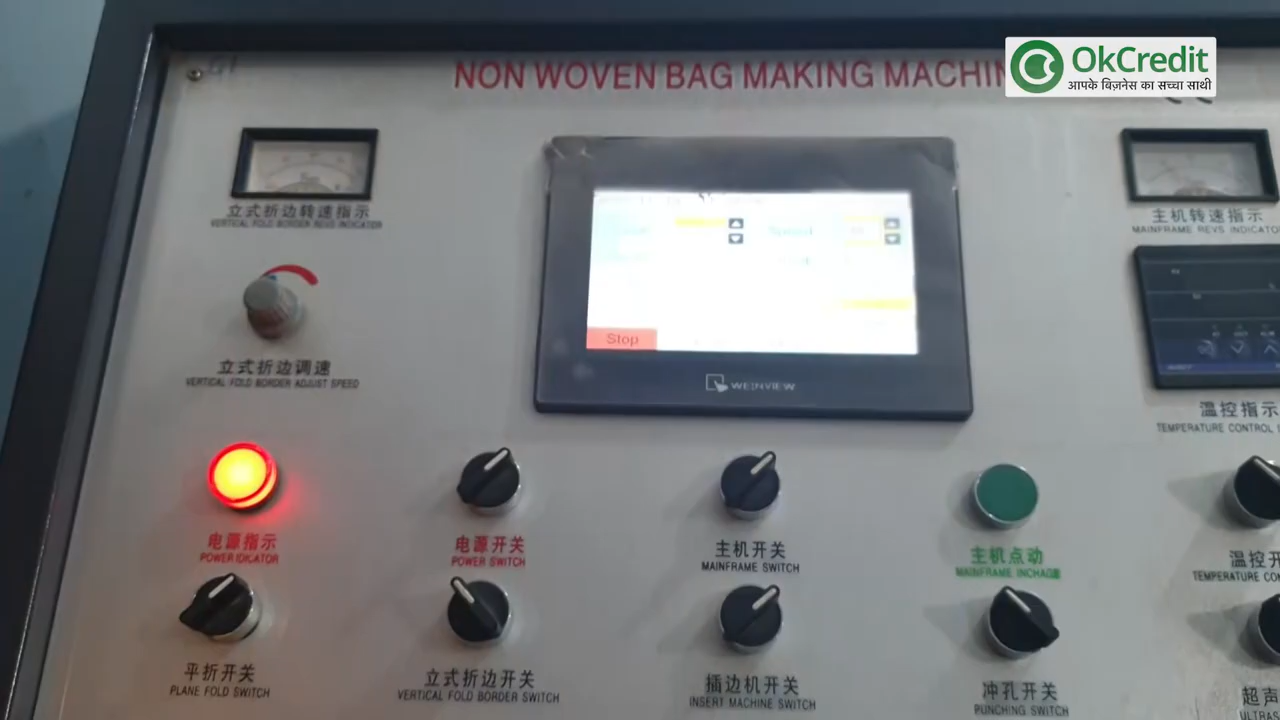 NON WOVEN BAG MAKING MACHIN
OkCredit
आपके बिज़नेस का सच्चा साथी
立式折边转速指示
VERTICAL FOLD BORDER REVS INDICATOR
主机转速指示
MAINFRAME REVS INDICATO
Speed
Stop
WEINVIEW
立式折边调速
VERTICAL FOLD BORDER ADJUST SPEED
温控指示
TEMPERATURE CONTROL
电源指示
POWER IDICATOR
电源开关
POWER SWITCH
主机开关
MAINFRAME SWITCH
主机点动
MAINFRAME INCHAG
温控开
TEMPERATURE CO
平折开关
PLANE FOLD SWITCH
立式折边开关
VERTICAL FOLD BORDER SWITCH
插边机开关
INSERT MACHINE SWITCH
冲孔开关
PUNCHING SWITCH
超声
ULTRAS